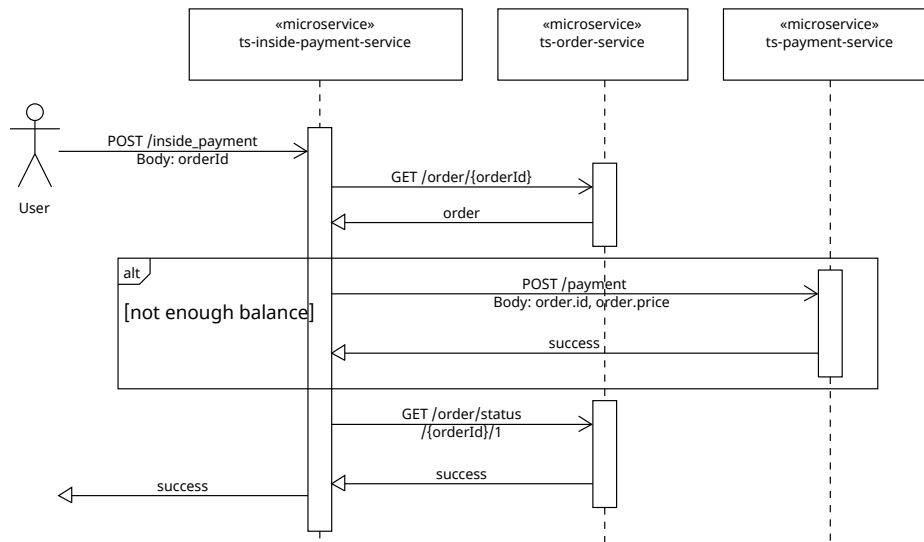 «microservice»
ts-inside-payment-service
«microservice»
ts-order-service
«microservice»
ts-payment-service
POST /inside_payment
Body: orderId
User
GET /order/{orderId}
order
alt
[not enough balance]
POST /payment
Body: order.id, order.price
success
GET /order/status
/{orderId}/1
success
success